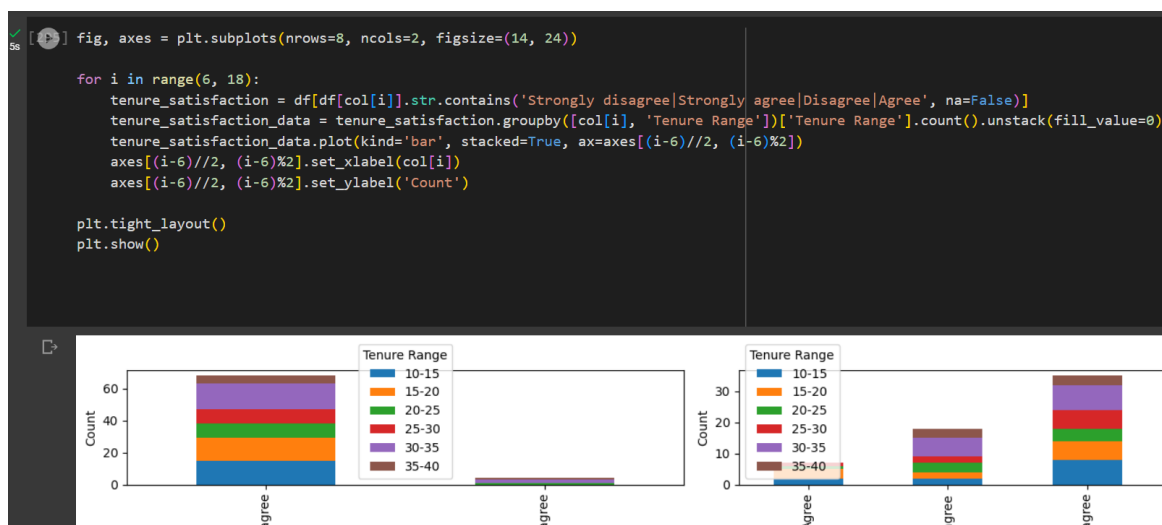 5s
fig, axes = plt.subplots(nrows=8, ncols=2, figsize=(14, 24))
for i in range(6, 18):
tenure_satisfaction = df[df[col[i]].str.contains('Strongly disagree|Strongly agree|Disagree|Agree', na=False)]
tenure_satisfaction_data = tenure_satisfaction.groupby([col[i], 'Tenure Range'])['Tenure Range'].count().unstack(fill_value=0)
tenure_satisfaction_data.plot(kind='bar', stacked=True, ax=axes[(i-6)//2, (i-6)%2])
axes[(i-6)//2, (i-6)%2].set_xlabel(col[i])
axes[(i-6)//2, (i-6)%2].set_ylabel('Count')
plt.tight_layout()
plt.show()
Count
60
40
20
0
Tenure Range
10-15
15-20
20-25
25-30
30-35
35-40
agree
agree
Count
30
20
10
0
Tenure Range
10-15
15-20
20-25
25-30
30-35
35-40
Agree
agree
agree